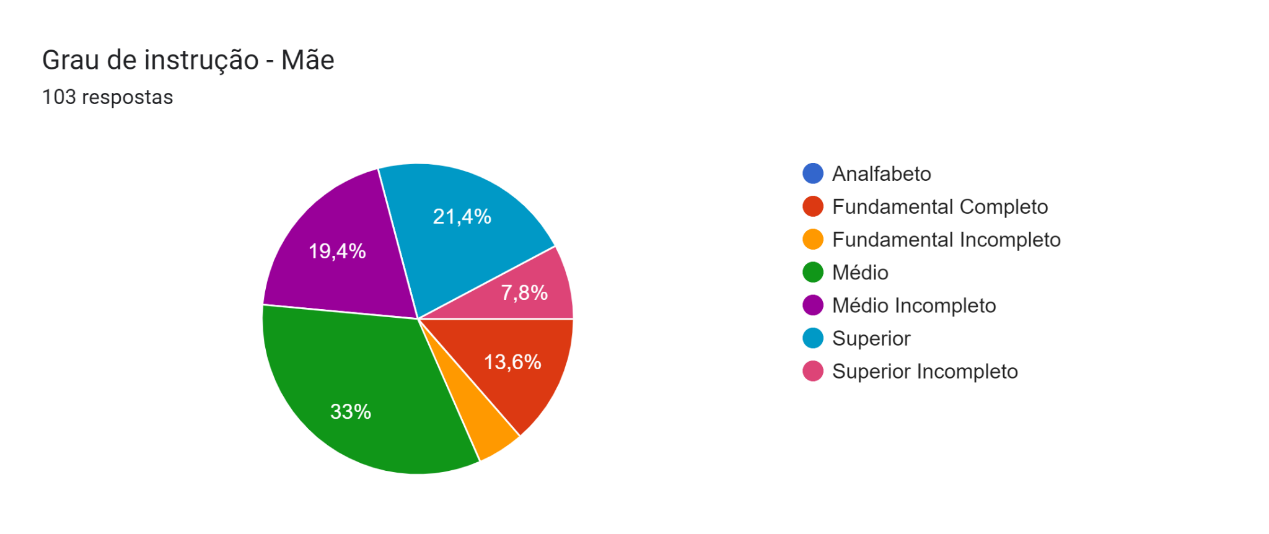 Grau de instrução - Mãe
103 respostas
21,4%
19,4%
7,8%
13,6%
33%
Analfabeto
Fundamental Completo
Fundamental Incompleto
Médio
Médio Incompleto
Superior
Superior Incompleto